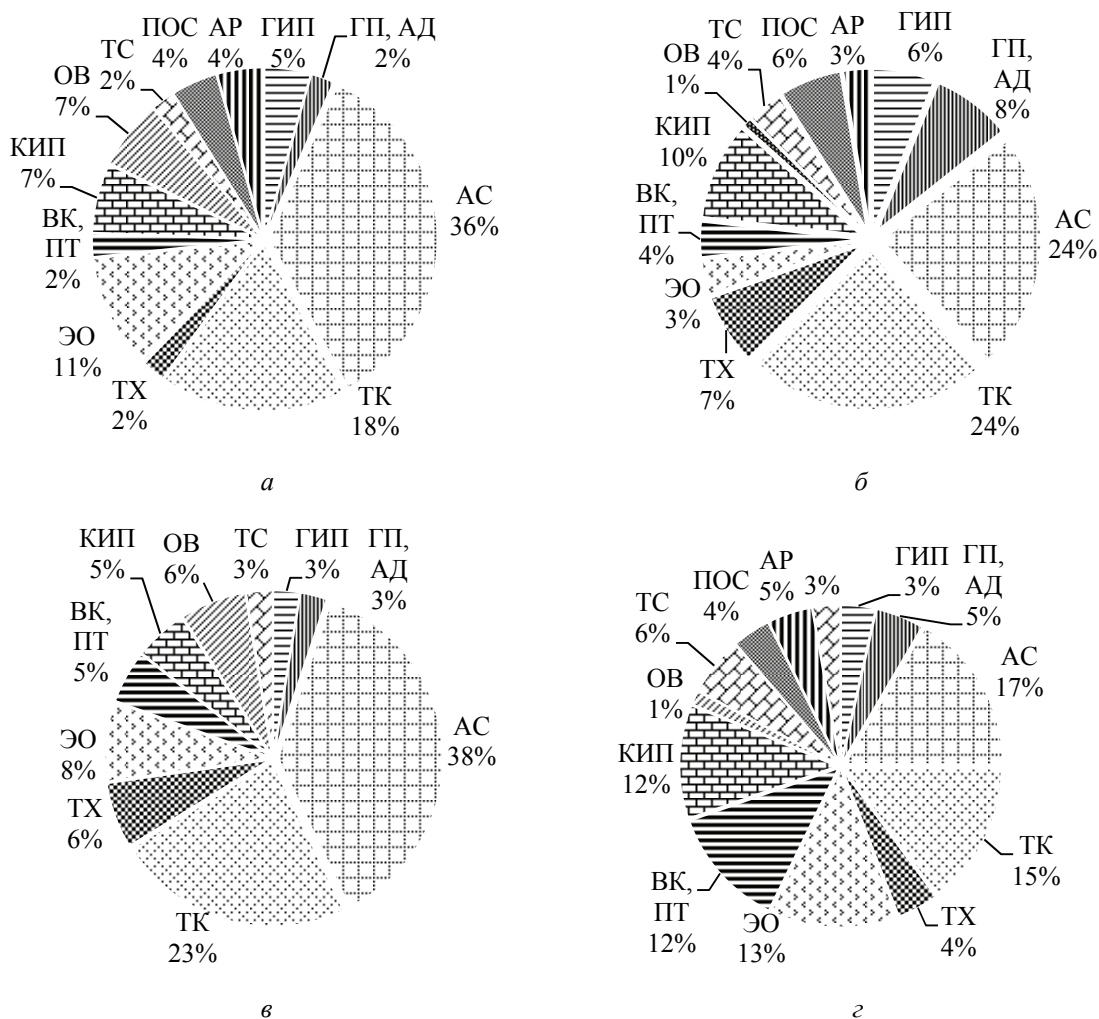 ГИП
5%
ГП, АД
2%
АС
36%
ТК
18%
ТХ
2%
ЭО
11%
ВК,
ПТ
2%
КИП
7%
ОВ
7%
ТС
2%
ПОС
4%
АР
4%
а
ГИП
6%
ГП,
АД
8%
АС
24%
ТК
24%
ТХ
7%
ЭО
3%
ВК,
ПТ
4%
КИП
10%
ОВ
1%
ТС
4%
ПОС
6%
АР
3%
б
ГИП
3%
ГП,
АД
3%
АС
38%
ТК
23%
ТХ
6%
ЭО
8%
ВК,
ПТ
5%
КИП
5%
ОВ
6%
ТС
3%
в
ГИП
3%
ГП,
АД
5%
АС
17%
ТК
15%
ТХ
4%
ЭО
13%
ВК,
ПТ
12%
КИП
12%
ОВ
1%
ТС
6%
ПОС
4%
АР
5%
3%
г